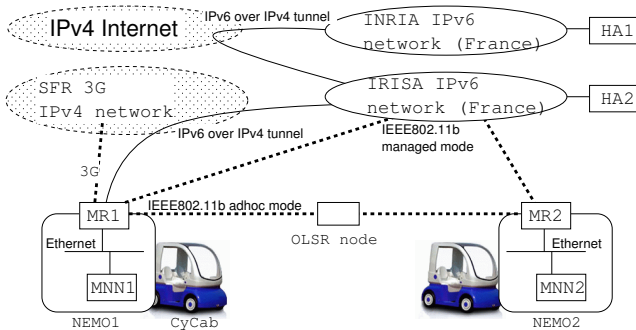 IPv4 Internet
IPv6 over IPv4 tunnel
INRIA IPv6
network (France)
HA1
SFR 3G
IPv4 network
IRISA IPv6
network (France)
HA2
IPv6 over IPv4 tunnel
IEEE802.11b
managed mode
3G
IEEE802.11b adhoc mode
MR1
MR2
OLSR node
Ethernet
Ethernet
MNN1
MNN2
NEMO1
CyCab
NEMO2